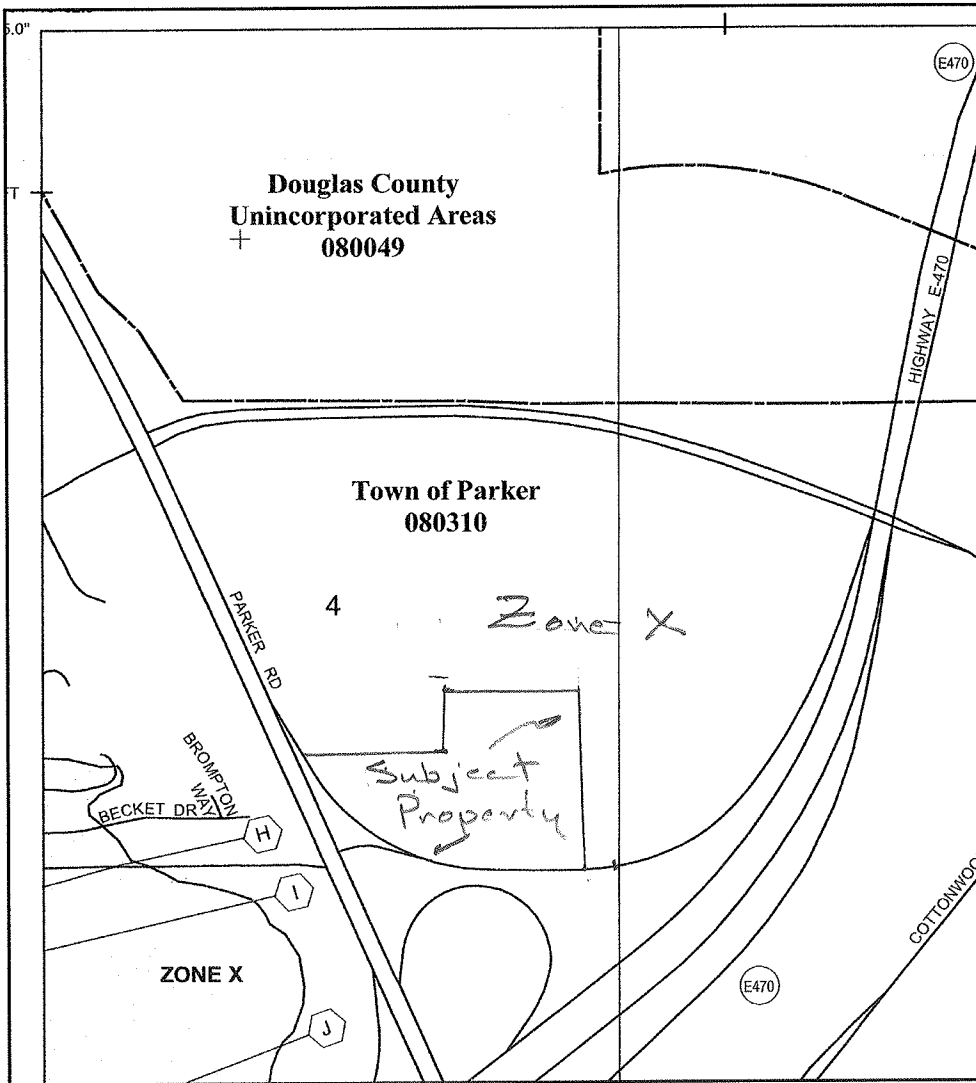 5.0"
E470
T
Douglas County
Unincorporated Areas
080049
HIGHWAY E-470
Town of Parker
080310
4
Zone X
PARKER RD
Subject
Property
BROMPTON
WAY
BECKET DR
H
I
ZONE X
J
E470
COTTONWOO